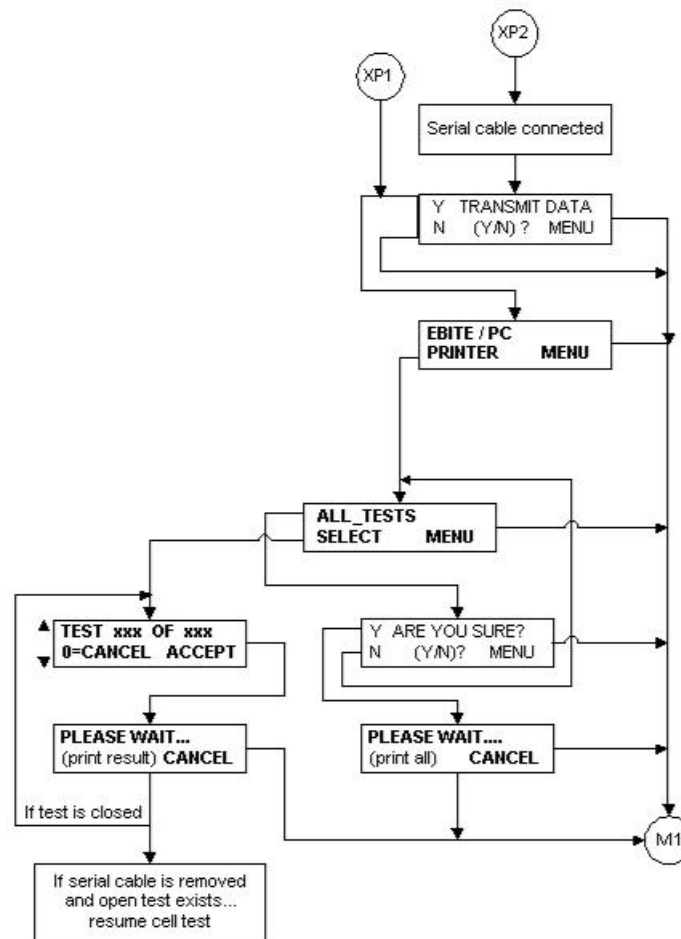 XP2
XP1
Serial cable connected
Y TRANSMIT DATA
N (Y/N) ? MENU
EBITE / PC
PRINTER MENU
ALL_TESTS
SELECT MENU
TEST xxx OF xxx
0=CANCEL ACCEPT
Y ARE YOU SURE?
N (Y/N)? MENU
PLEASE WAIT...
(print result) CANCEL
PLEASE WAIT....
(print all) CANCEL
If test is closed
M1
If serial cable is removed
and open test exists...
resume cell test